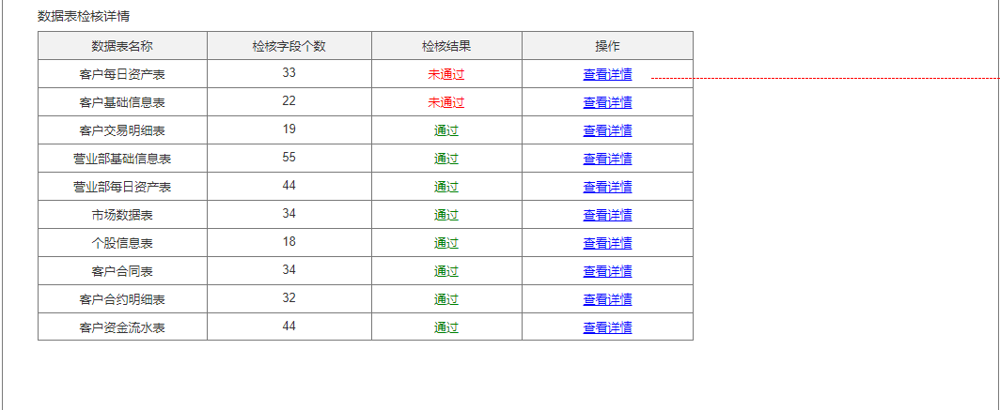 数据表检核详情
数据表名称 检核字段个数 检核结果 操作
客户每日资产表 33 未通过 查看详情
客户基础信息表 22 未通过 查看详情
客户交易明细表 19 通过 查看详情
营业部基础信息表 55 通过 查看详情
营业部每日资产表 44 通过 查看详情
市场数据表 34 通过 查看详情
个股信息表 18 通过 查看详情
客户合同表 34 通过 查看详情
客户合约明细表 32 通过 查看详情
客户资金流水表 44 通过 查看详情